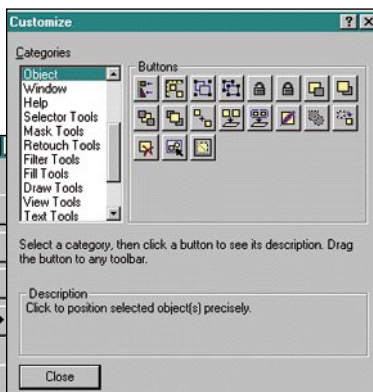 Customize
Categories
Object
Window
Help
Selector Tools
Mask Tools
Retouch Tools
Filter Tools
Fill Tools
Draw Tools
View Tools
Text Tools
Buttons
Select a category, then click a button to see its description. Drag
the button to any toolbar.
Description
Click to position selected object(s) precisely.
Close